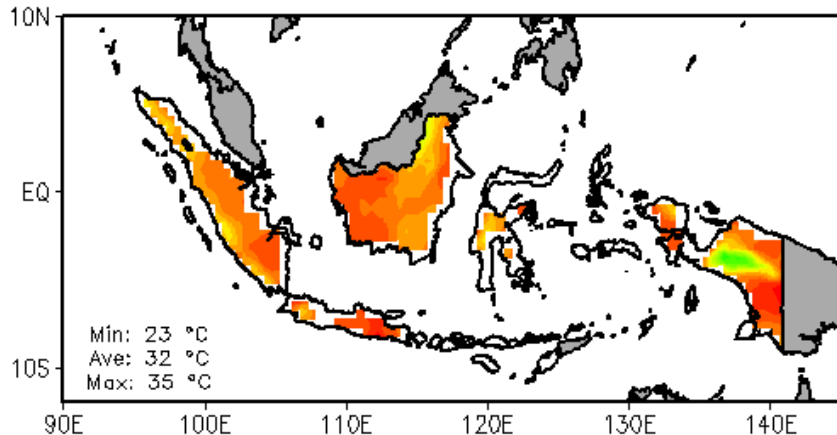 10N
EQ
10S
Min: 23 °C
Ave: 32 °C
Max: 35 °C
90E 100E 110E 120E 130E 140E